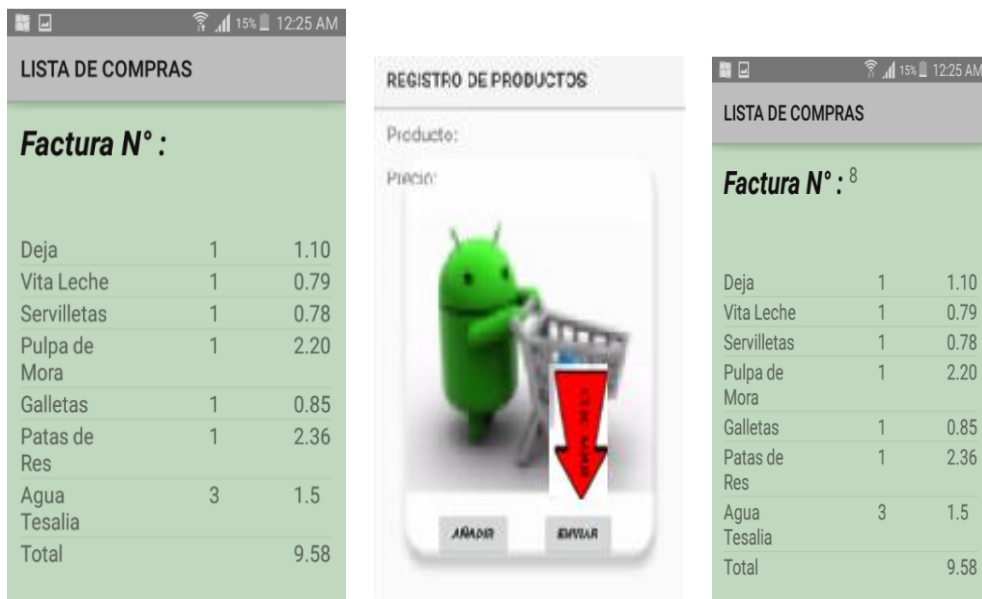 15% 12:25 AM
LISTA DE COMPRAS
Factura N° :
Deja 1 1.10
Vita Leche 1 0.79
Servilletas 1 0.78
Pulpa de 1 2.20
Mora
Galletas 1 0.85
Patas de 1 2.36
Res
Agua 3 1.5
Tesalia
Total 9.58
REGISTRO DE PRODUCTOS
Producto:
Precio:
AÑADIR ENVIAR
15% 12:25 AM
LISTA DE COMPRAS
Factura N° : 8
Deja 1 1.10
Vita Leche 1 0.79
Servilletas 1 0.78
Pulpa de 1 2.20
Mora
Galletas 1 0.85
Patas de 1 2.36
Res
Agua 3 1.5
Tesalia
Total 9.58